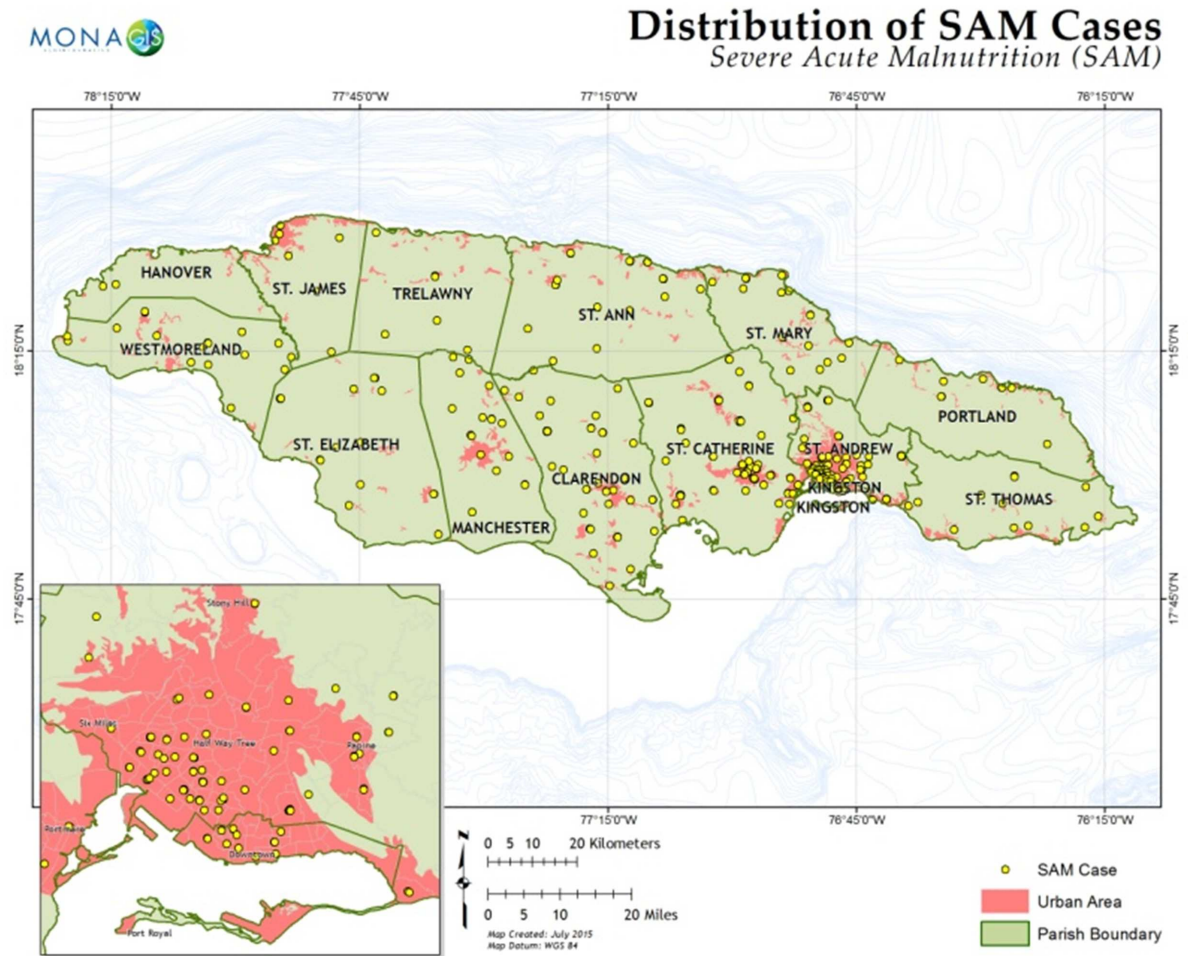 MONA GIS
Distribution of SAM Cases
Severe Acute Malnutrition (SAM)
78°15'0"W
77°45'0"W
77°15'0"W
76°45'0"W
76°15'0"W
18°15'0"N
18°15'0"N
HANOVER
ST. JAMES
TRELAWNY
ST. ANN
ST. MARY
WESTMORELAND
PORTLAND
ST. ELIZABETH
ST. CATHERINE
ST. ANDREW
CLARENDON
KINGSTON
ST. THOMAS
MANCHESTER
KINGSTON
17°45'0"N
17°45'0"N
Stony Hill
Six Miles
Half Way Tree
Papine
Portmore
Downtown
Port Royal
77°15'0"W
76°45'0"W
76°15'0"W
N
0 5 10 20 Kilometers
0 5 10 20 Miles
Map Created: July 2015
Map Datum: WGS 84
SAM Case
Urban Area
Parish Boundary